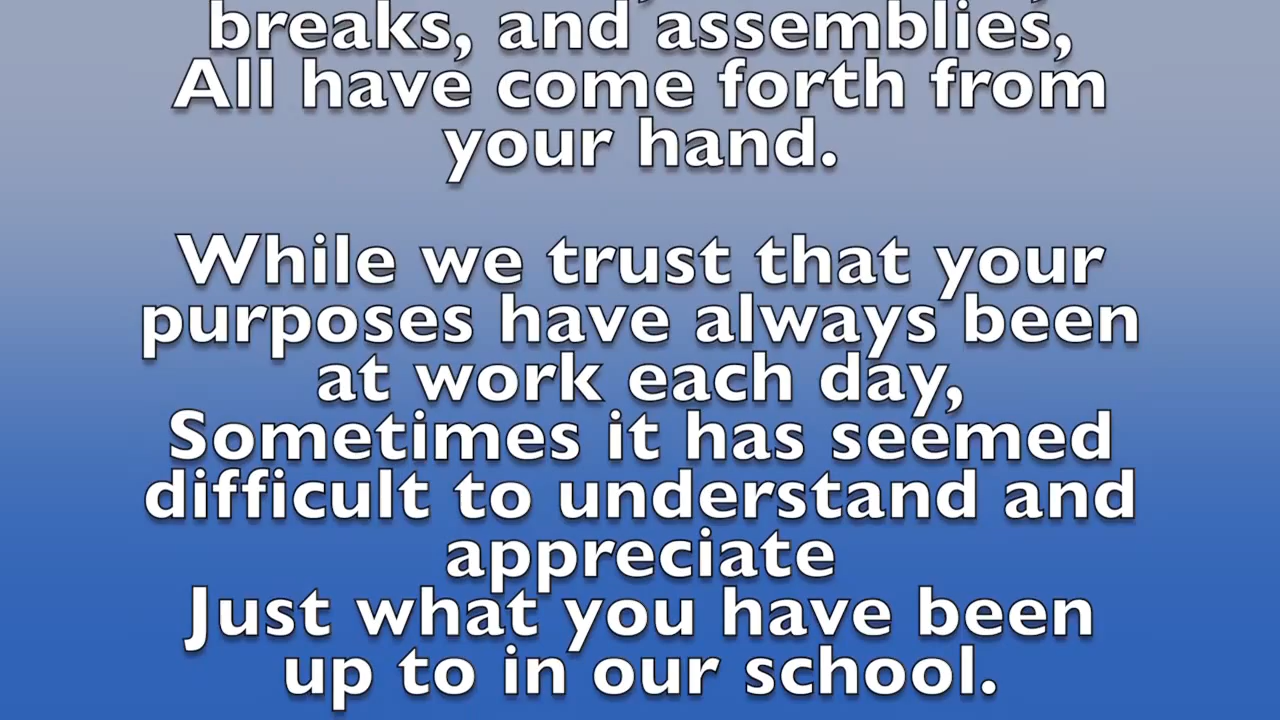 breaks, and assemblies,
All have come forth from
your hand.
While we trust that your
purposes have always been
at work each day,
Sometimes it has seemed
difficult to understand and
appreciate
Just what you have been
up to in our school.